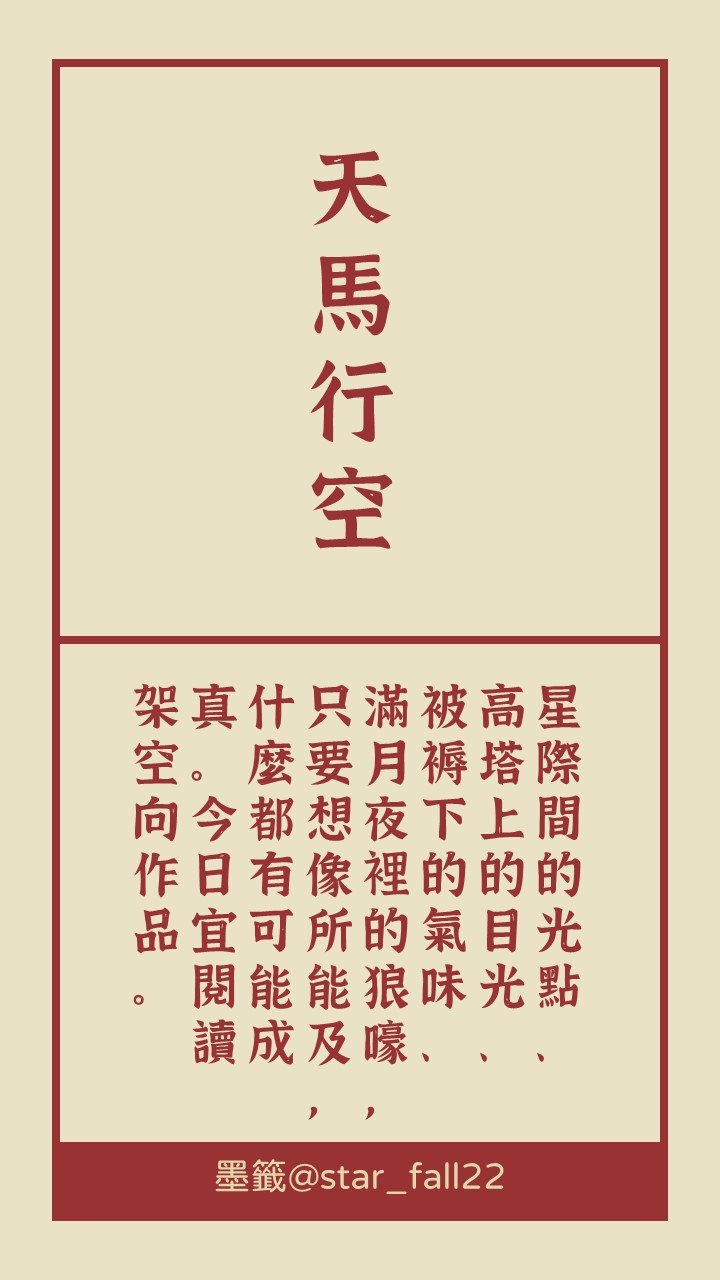 天馬行空
星際間的光點、
高塔上的目光、
被褥下的氣味、
滿月夜裡的狼嚎，
只要想像所能及，
什麼都有可能成
真。今日宜閱讀
架空向作品。
墨籤@star_fall22